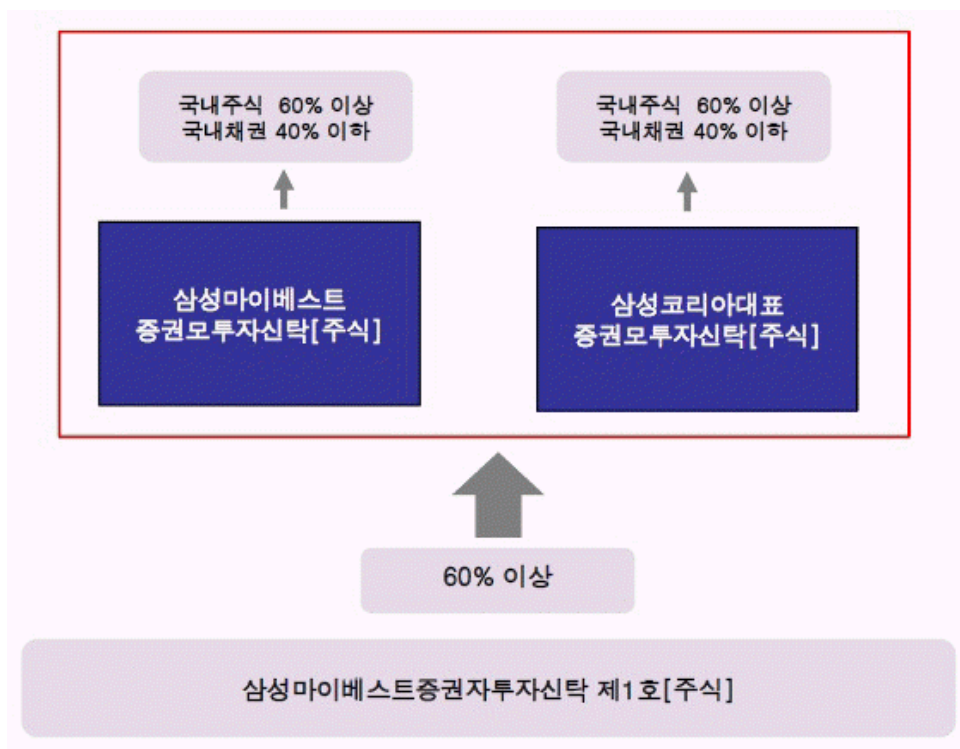 국내주식 60% 이상
국내채권 40% 이하
국내주식 60% 이상
국내채권 40% 이하
삼성마이베스트
증권모투자신탁[주식]
삼성코리아대표
증권모투자신탁[주식]
60% 이상
삼성마이베스트증권자투자신탁 제1호[주식]